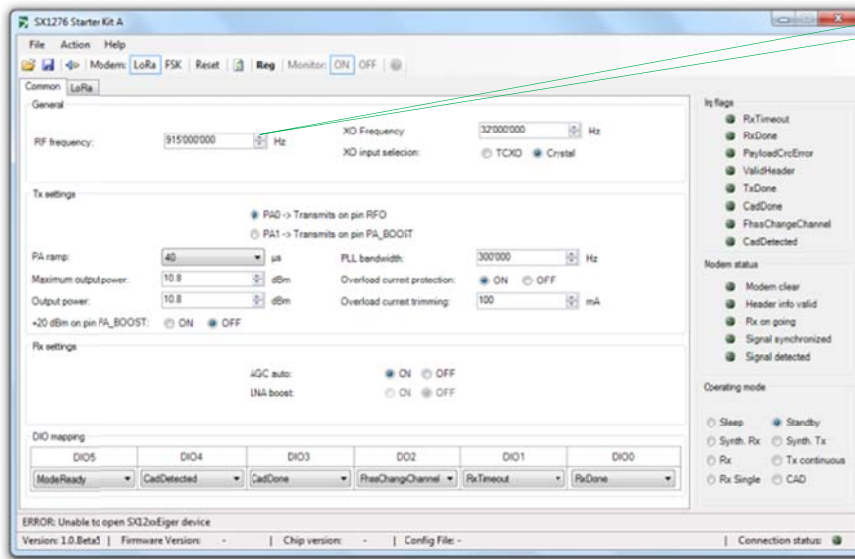 SX1276 Starter Kit A
File Action Help
Modem: LoRa FSK Reset Reg Monitor: ON OFF
Common LoRa
General
RF frequency: 915'000'000 Hz
XO Frequency 32'000'000 Hz
XO input selecion: TCXO Crystal
Tx settings
PA0 -> Transmits on pin RFO
PA1 -> Transmits on pin PA_BOOST
PA ramp: 40 µs PLL bandwidth: 300'000 Hz
Maximum output power: 10.8 dBm Overload current protection: ON OFF
Output power: 10.8 dBm Overload current trimming: 100 mA
+20 dBm on pin PA_BOOST: ON OFF
Rx settings
AGC auto: ON OFF
LNA boost: ON OFF
DIO mapping
DIO5 DIO4 DIO3 DO2 DIO1 DIO0
ModeReady CadDetected CadDone FhssChangChannel RxTimeout RxDone
Irq flags
RxTimeout
RxDone
PayloadCrcError
ValidHeader
TxDone
CadDone
FhssChangeChannel
CadDetected
Modem status
Modem clear
Header info valid
Rx on going
Signal synchronized
Signal detected
Operating mode
Sleep Standby
Synth. Rx Synth. Tx
Rx Tx continuous
Rx Single CAD
ERROR: Unable to open SX12xxEiger device
Version: 1.0.Beta5 | Firmware Version: - | Chip version: - | Config File: - | Connection status: